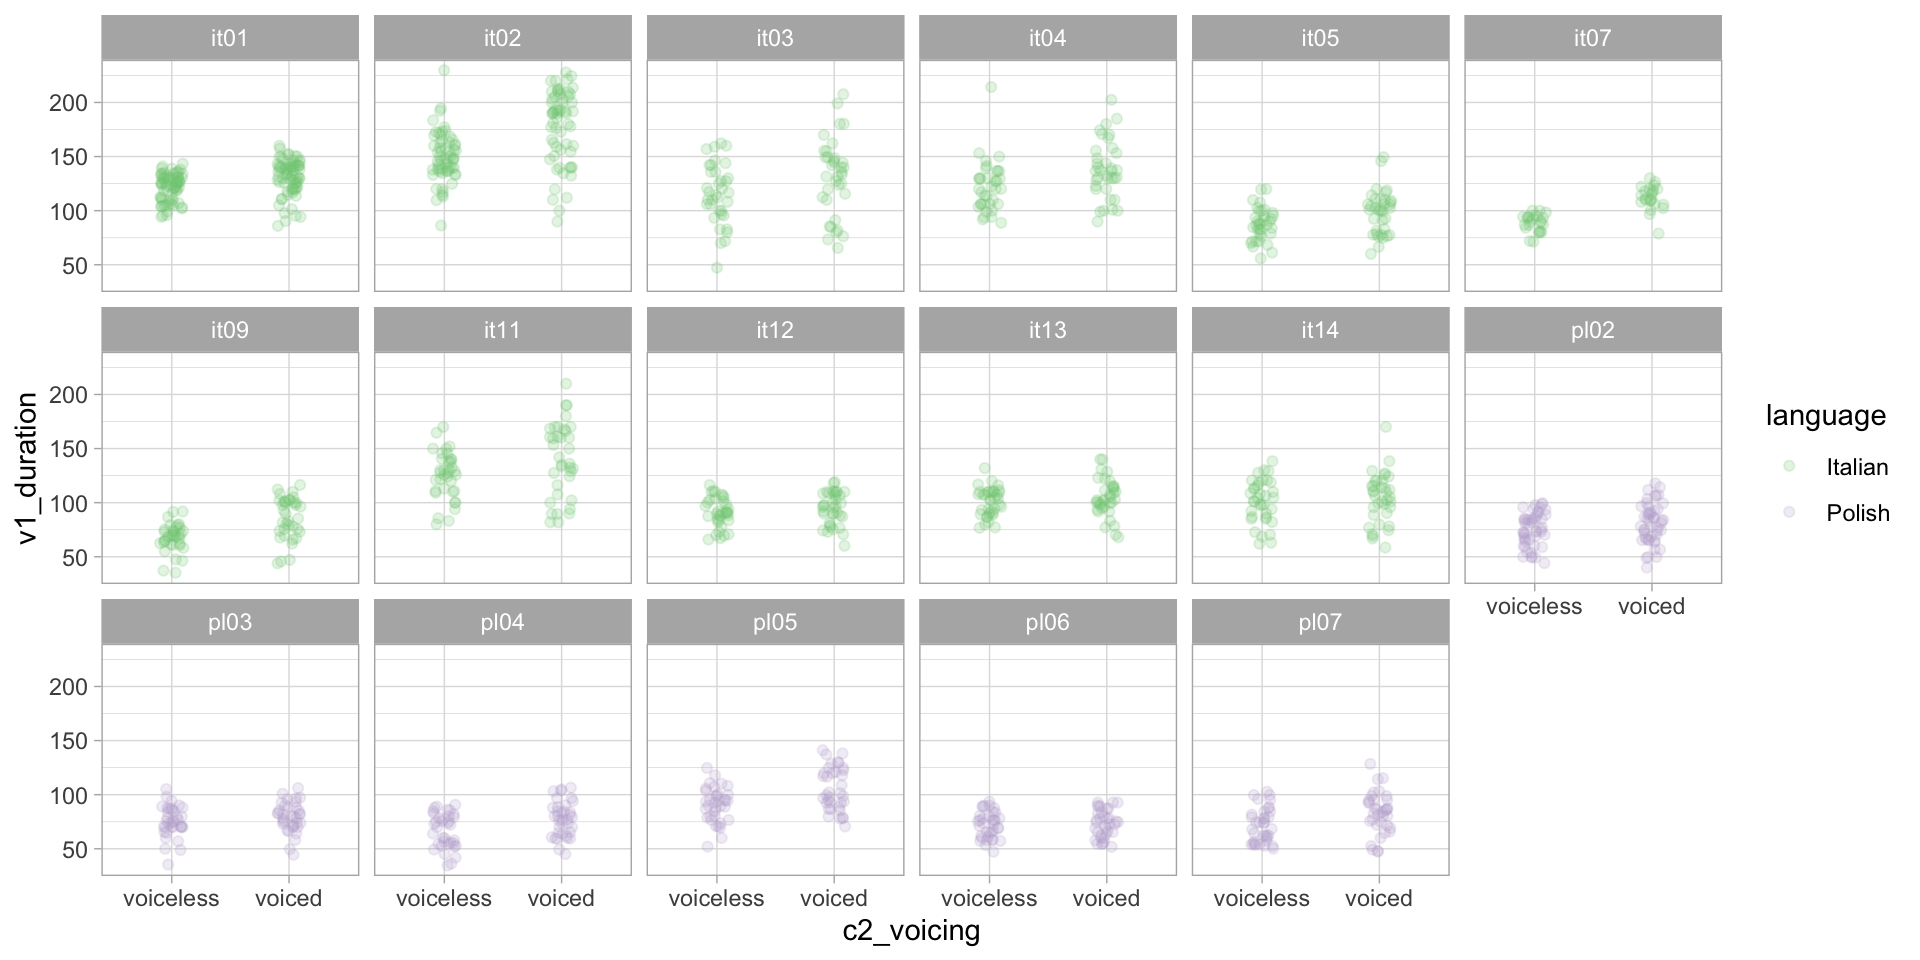 it01 it02 it03 it04 it05 it07
200
150
100
50
it09 it11 it12 it13 it14 pl02
200
150
100
50
voiceless voiced
pl03 pl04 pl05 pl06 pl07
200
150
100
50
voiceless voiced voiceless voiced voiceless voiced voiceless voiced voiceless voiced
c2_voicing
v1_duration
language
Italian
Polish